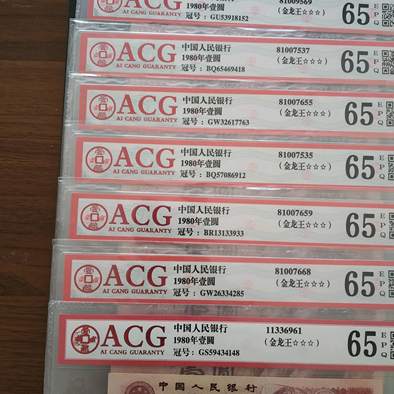 81009569
1980年壹圆
AI CANG GUARANTY
冠号：GU53918152
(金龙王☆☆☆)
65 EPQ
ACG
AI CANG GUARANTY
中国人民银行
1980年壹圆
冠号：BQ65469418
81007537
(金龙王☆☆☆)
65 EPQ
ACG
AI CANG GUARANTY
中国人民银行
1980年壹圆
冠号：GW32617763
81007655
(金龙王☆☆☆)
65 EPQ
ACG
AI CANG GUARANTY
中国人民银行
1980年壹圆
冠号：BQ57086912
81007535
(金龙王☆☆☆)
65 EPQ
ACG
AI CANG GUARANTY
中国人民银行
1980年壹圆
冠号：BR13133933
81007659
(金龙王☆☆☆)
65 EPQ
ACG
AI CANG GUARANTY
中国人民银行
1980年壹圆
冠号：GW26334285
81007668
(金龙王☆☆☆)
65 EPQ
ACG
AI CANG GUARANTY
中国人民银行
1980年壹圆
冠号：GS59434148
11336961
(金龙王☆☆☆)
65 EPQ
中国人民银行